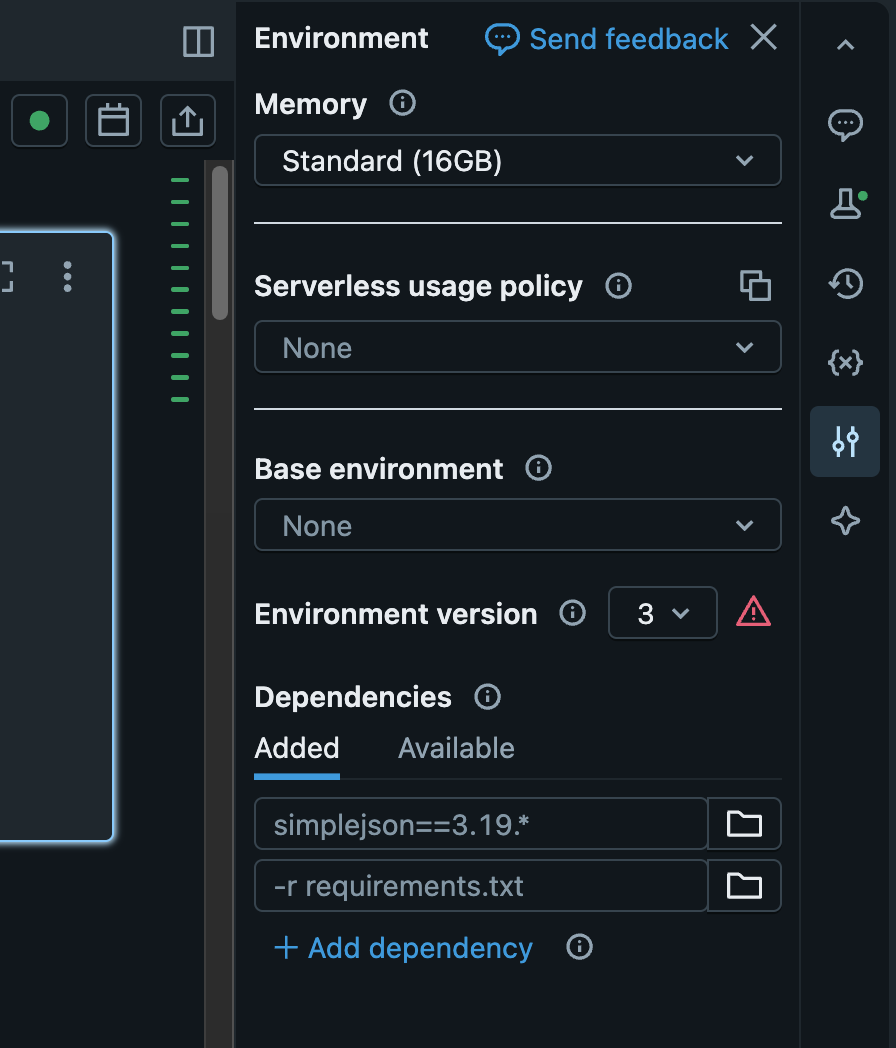 Environment
Send feedback
Memory
Standard (16GB)
Serverless usage policy
None
Base environment
None
Environment version
3
Dependencies
Added
Available
simplejson==3.19.*
-r requirements.txt
+ Add dependency